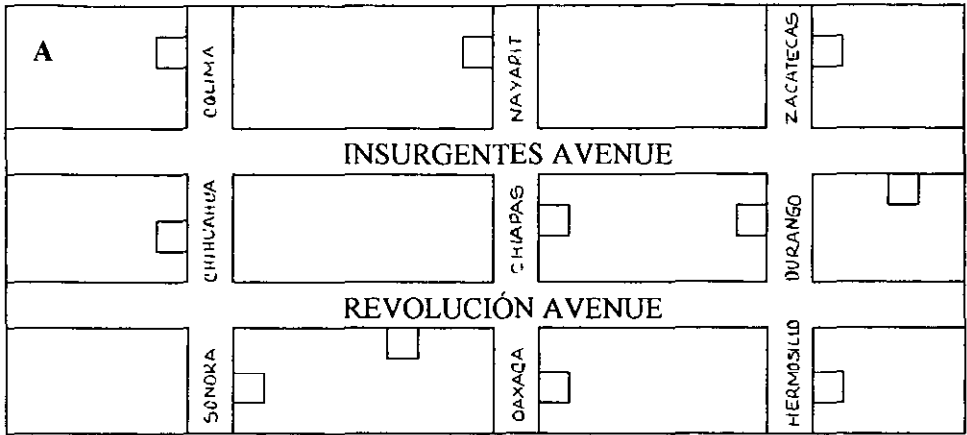 A
COLIMA
NAYARIT
ZACATECAS
INSURGENTES AVENUE
CHIHUAHUA
CHIAPAS
DURANGO
REVOLUCIÓN AVENUE
SONORA
OAXACA
HERMOSILLO